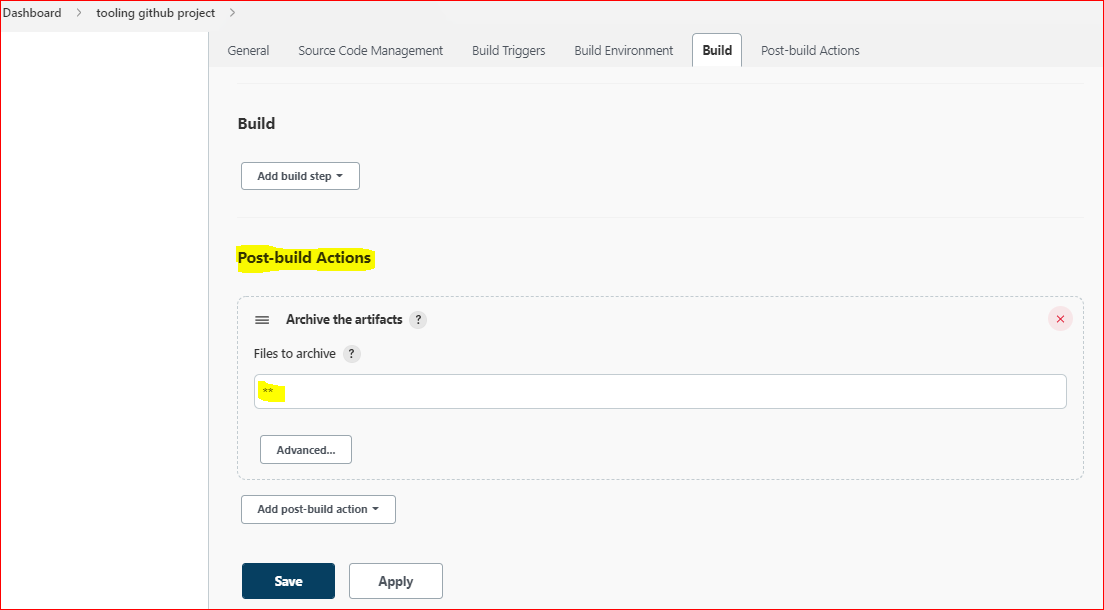 Dashboard > tooling github project >
General Source Code Management Build Triggers Build Environment Build Post-build Actions
Build
Add build step
Post-build Actions
Archive the artifacts ?
Files to archive ?
**
Advanced...
Add post-build action
Save Apply